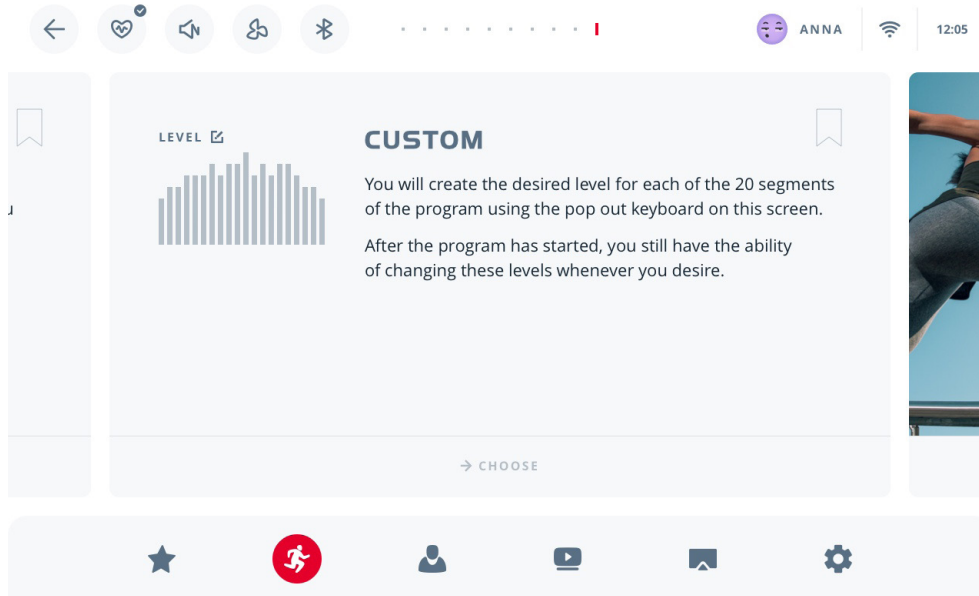 ANNA
12:05
LEVEL
CUSTOM
You will create the desired level for each of the 20 segments
of the program using the pop out keyboard on this screen.
After the program has started, you still have the ability
of changing these levels whenever you desire.
CHOOSE